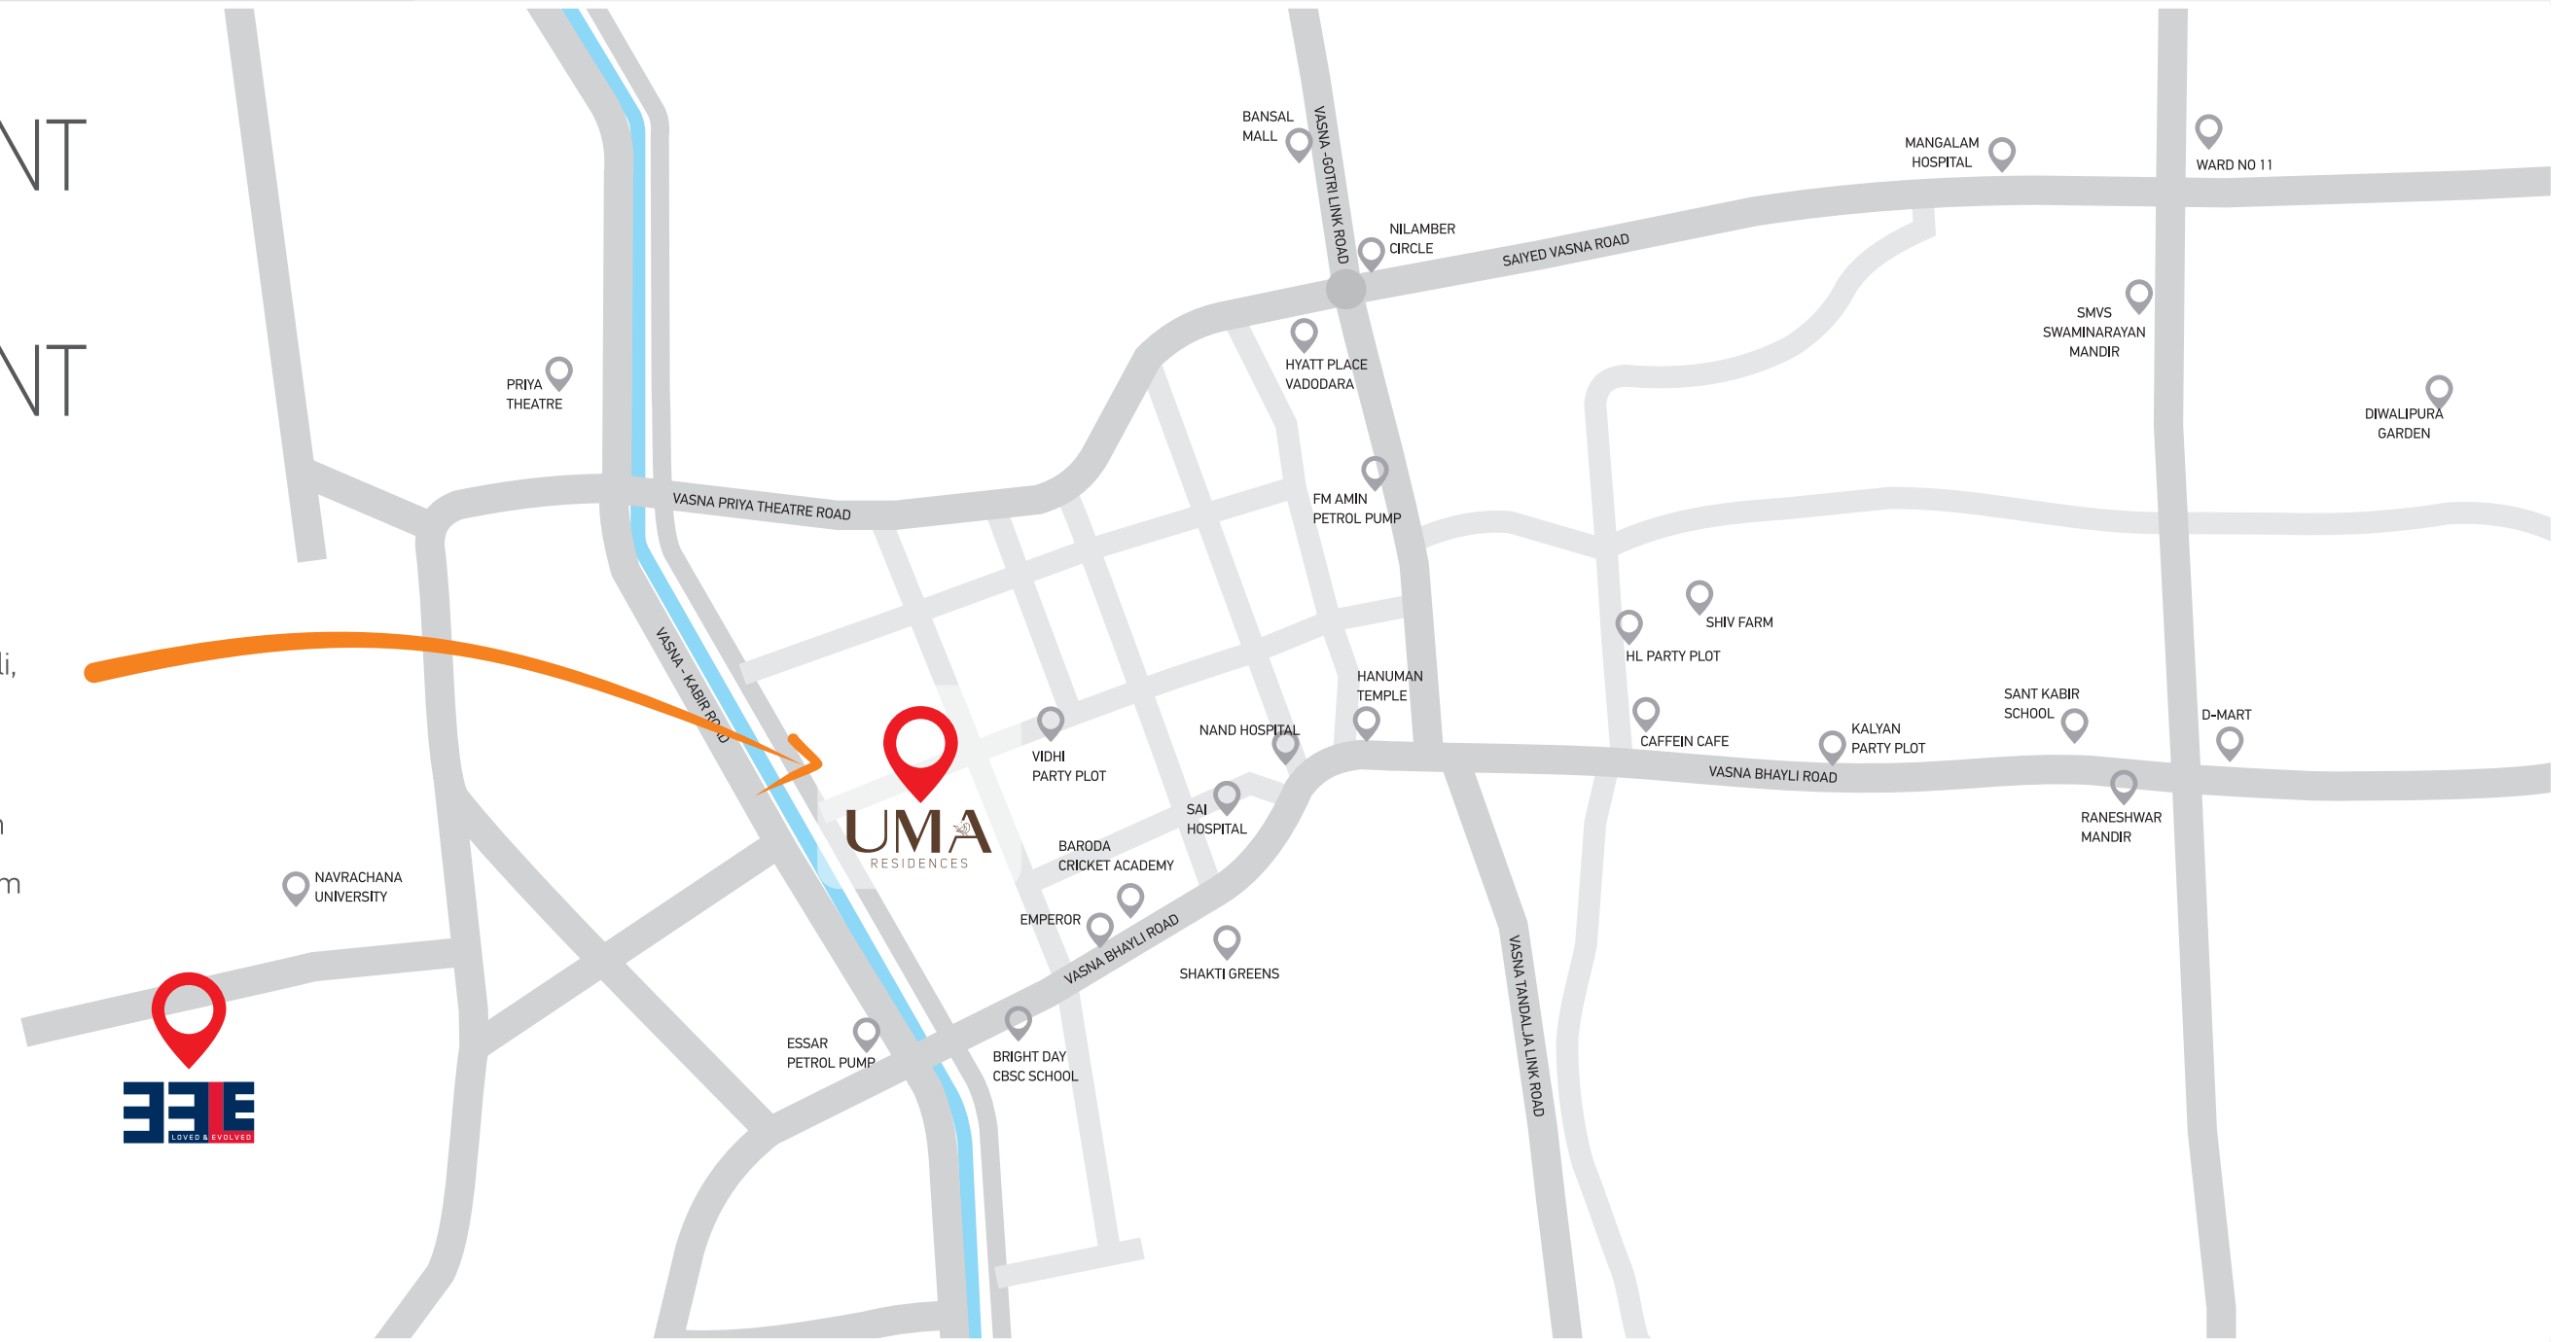 NT
NT
li,
m
BANSAL
MALL
VASNA -GOTRI LINK ROAD
NILAMBER
CIRCLE
SAIYED VASNA ROAD
MANGALAM
HOSPITAL
WARD NO 11
SMVS
SWAMINARAYAN
MANDIR
DIWALIPURA
GARDEN
PRIYA
THEATRE
HYATT PLACE
VADODARA
FM AMIN
PETROL PUMP
VASNA PRIYA THEATRE ROAD
VASNA - KABIR ROAD
SHIV FARM
HL PARTY PLOT
HANUMAN
TEMPLE
NAND HOSPITAL
VIDHI
PARTY PLOT
CAFFEIN CAFE
KALYAN
PARTY PLOT
SANT KABIR
SCHOOL
D-MART
VASNA BHAYLI ROAD
RANESHWAR
MANDIR
UMA
RESIDENCES
SAI
HOSPITAL
BARODA
CRICKET ACADEMY
EMPEROR
VASNA BHAYLI ROAD
SHAKTI GREENS
NAVRACHANA
UNIVERSITY
VASNA TANDALJA LINK ROAD
ESSAR
PETROL PUMP
BRIGHT DAY
CBSC SCHOOL
LOVED & EVOLVED